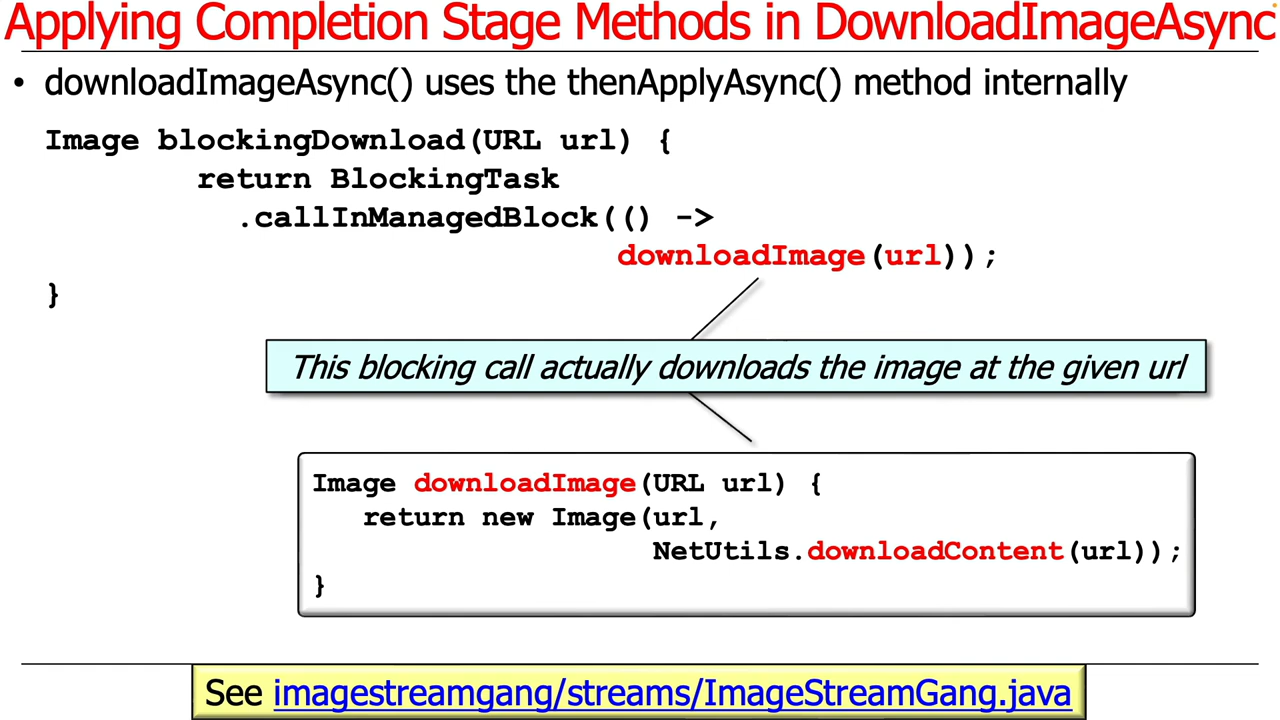 Applying Completion Stage Methods in DownloadImageAsync
• downloadImageAsync() uses the thenApplyAsync() method internally
Image blockingDownload(URL url) {
return BlockingTask
.callInManagedBlock(() ->
downloadImage(url));
}
This blocking call actually downloads the image at the given url
Image downloadImage(URL url) {
return new Image(url,
NetUtils.downloadContent(url));
}
See imagestreamgang/streams/ImageStreamGang.java